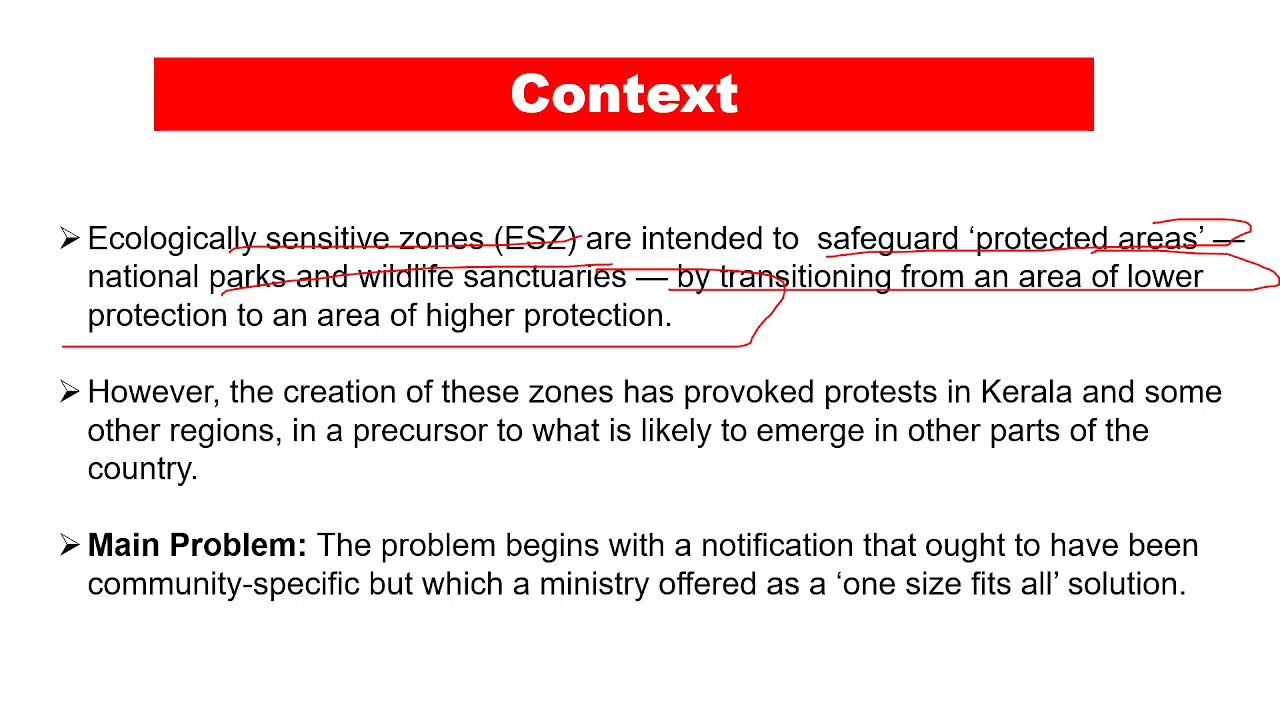 Context
➢ Ecologically sensitive zones (ESZ) are intended to safeguard ‘protected areas’ —
national parks and wildlife sanctuaries — by transitioning from an area of lower
protection to an area of higher protection.
➢ However, the creation of these zones has provoked protests in Kerala and some
other regions, in a precursor to what is likely to emerge in other parts of the
country.
➢ Main Problem: The problem begins with a notification that ought to have been
community-specific but which a ministry offered as a ‘one size fits all’ solution.